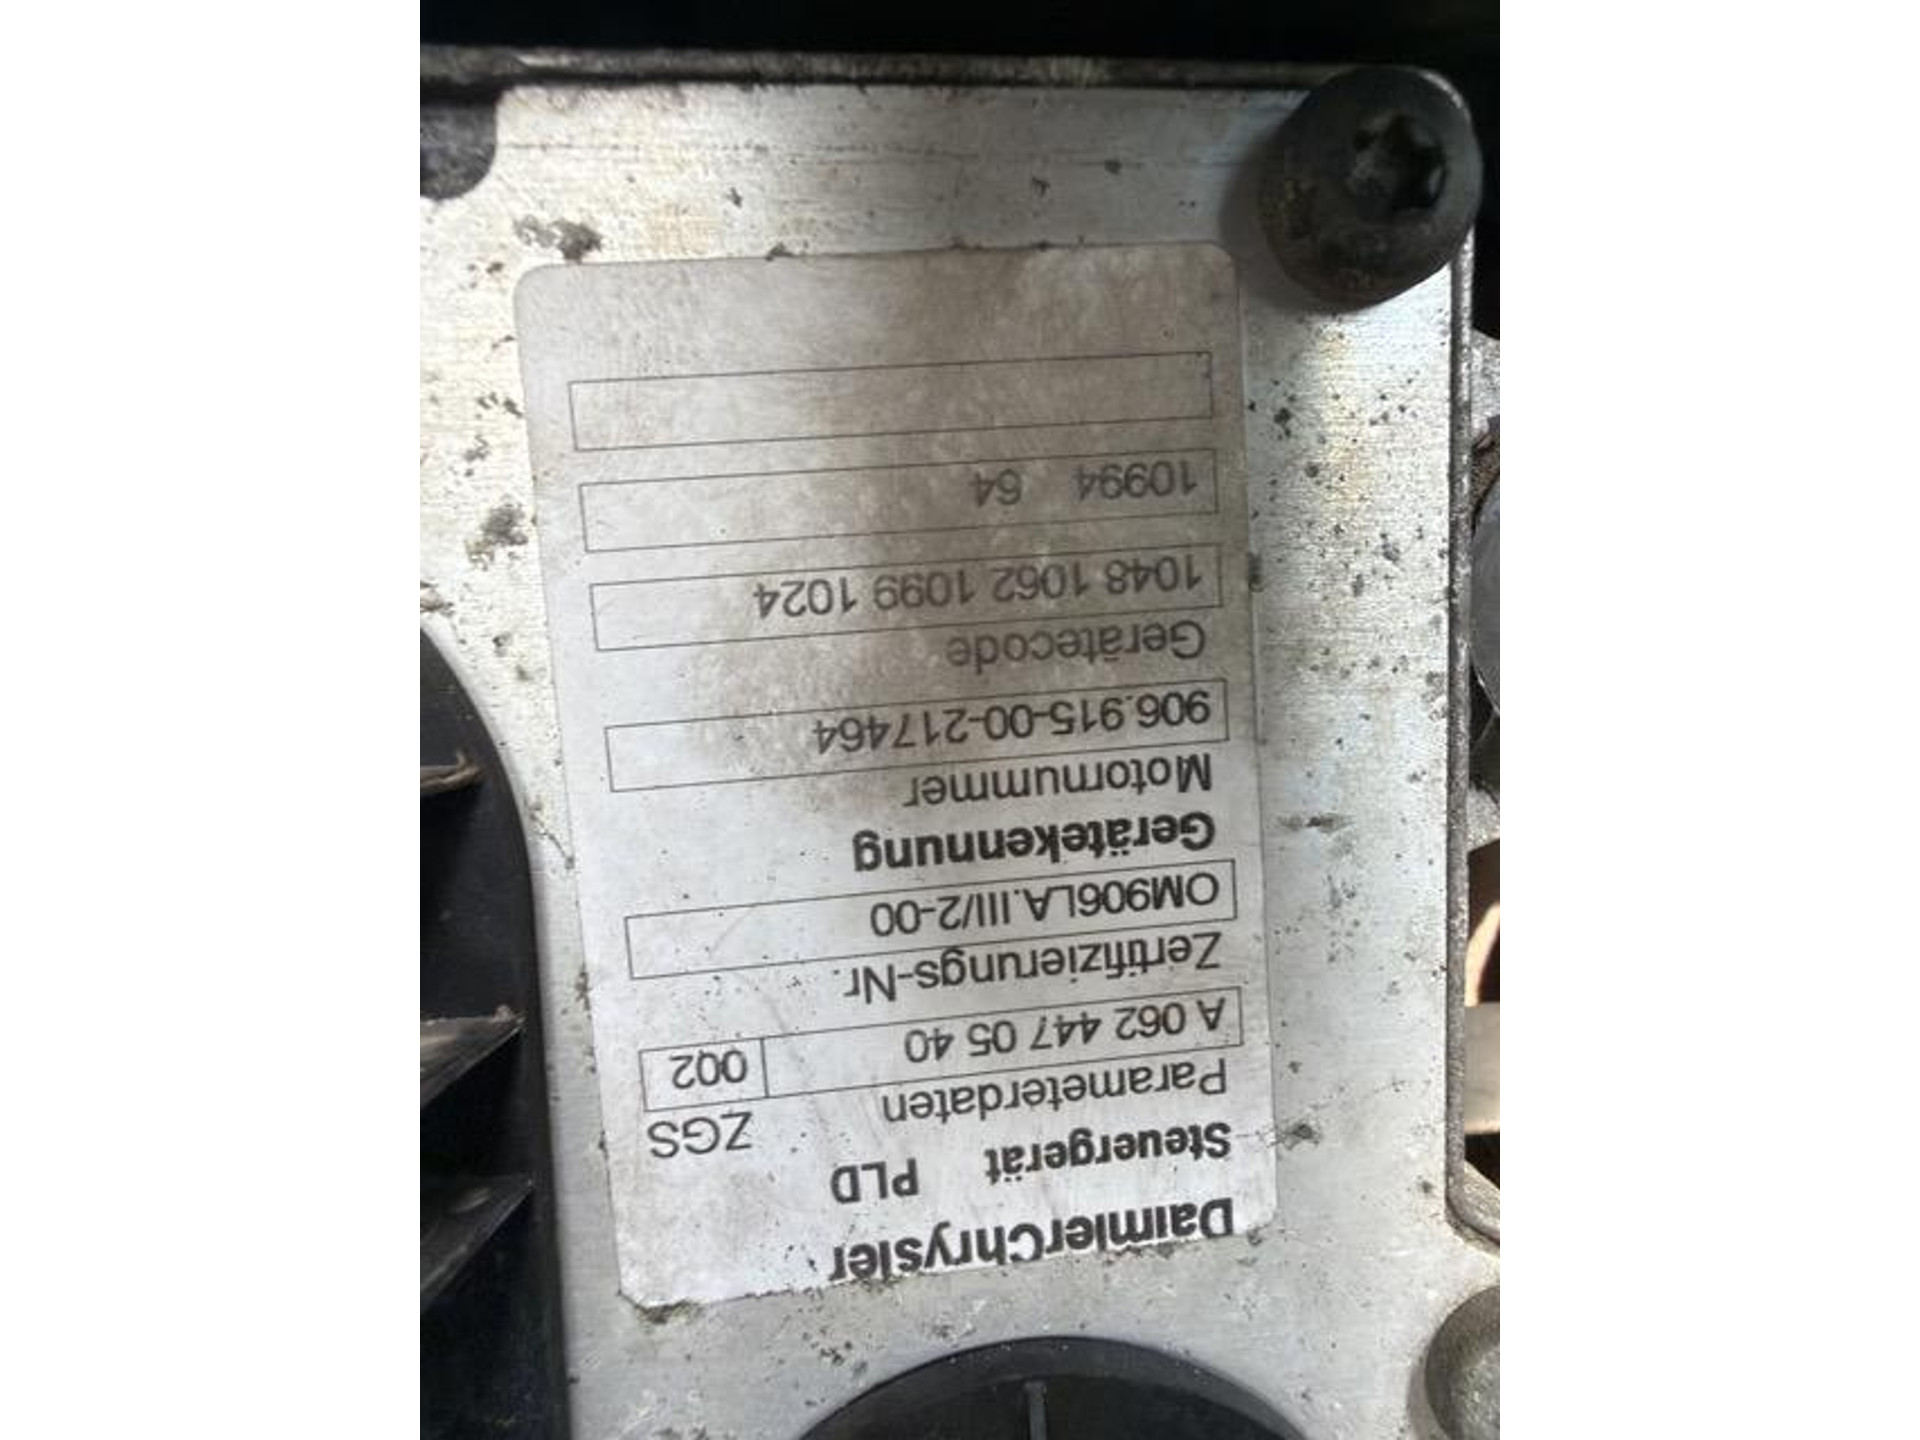 DaimlerChrysler
Steuergerät PLD
Parameterdaten ZGS
A 062 447 05 40 002
Zertifizierungs-Nr.
OM906LA.III/2-00
Gerätekennung
Motornummer
906.915-00-217464
Gerätecode
1048 1062 1099 1024
10994 64